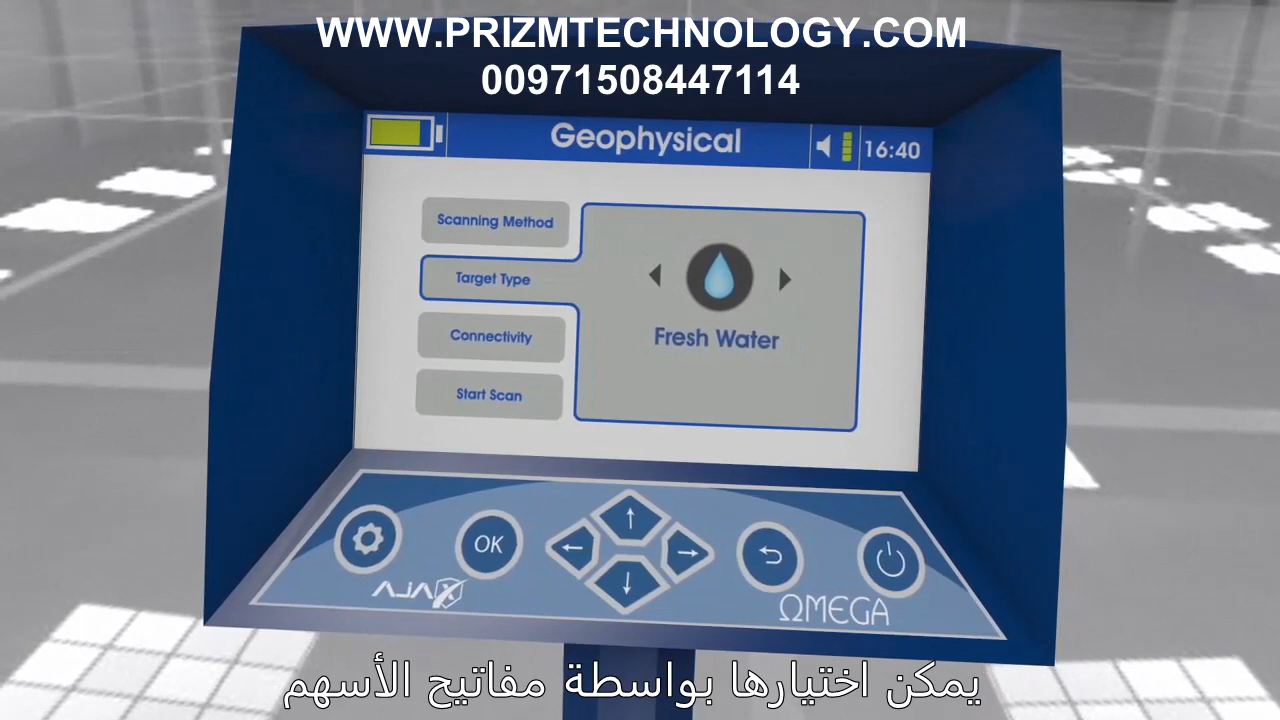 WWW.PRIZMTECHNOLOGY.COM
00971508447114
Geophysical
16:40
Scanning Method
Target Type
Connectivity
Start Scan
Fresh Water
OK
AJAX
ΩMEGA
يمكن اختيارها بواسطة مفاتيح الأسهم